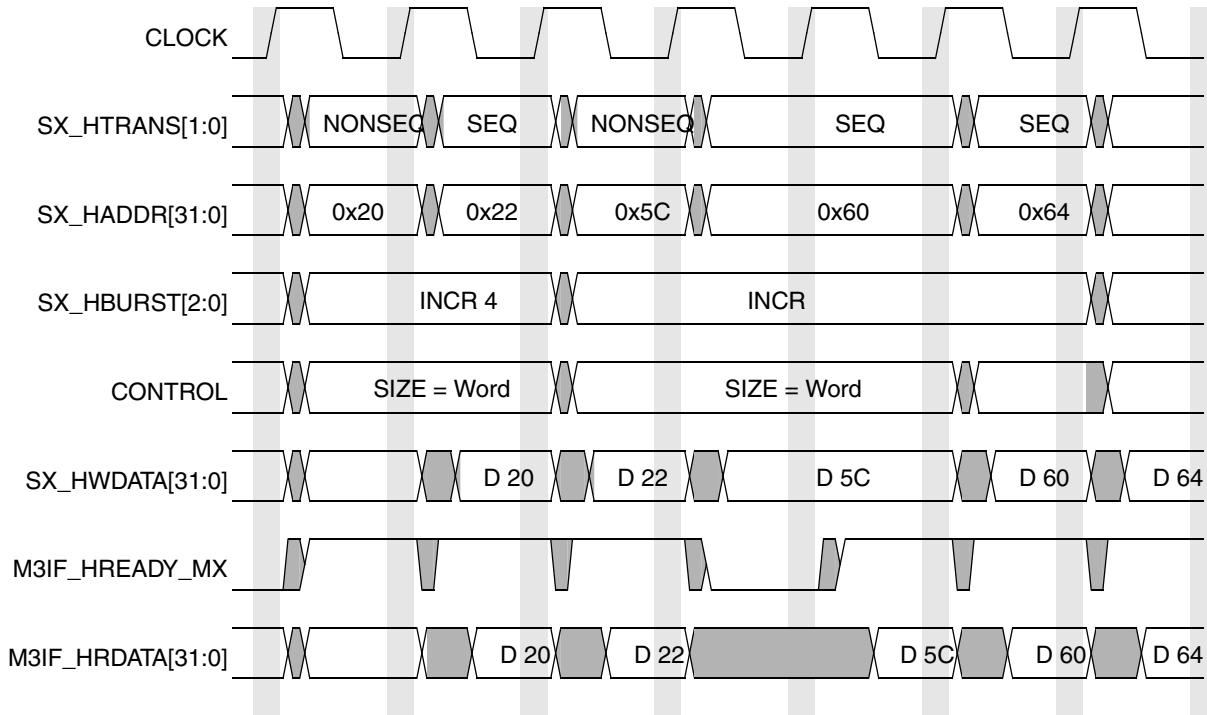 CLOCK
SX_HTRANS[1:0] NONSEQ SEQ NONSEQ SEQ SEQ
SX_HADDR[31:0] 0x20 0x22 0x5C 0x60 0x64
SX_HBURST[2:0] INCR 4 INCR
CONTROL SIZE = Word SIZE = Word
SX_HWDATA[31:0] D 20 D 22 D 5C D 60 D 64
M3IF_HREADY_MX
M3IF_HRDATA[31:0] D 20 D 22 D 5C D 60 D 64